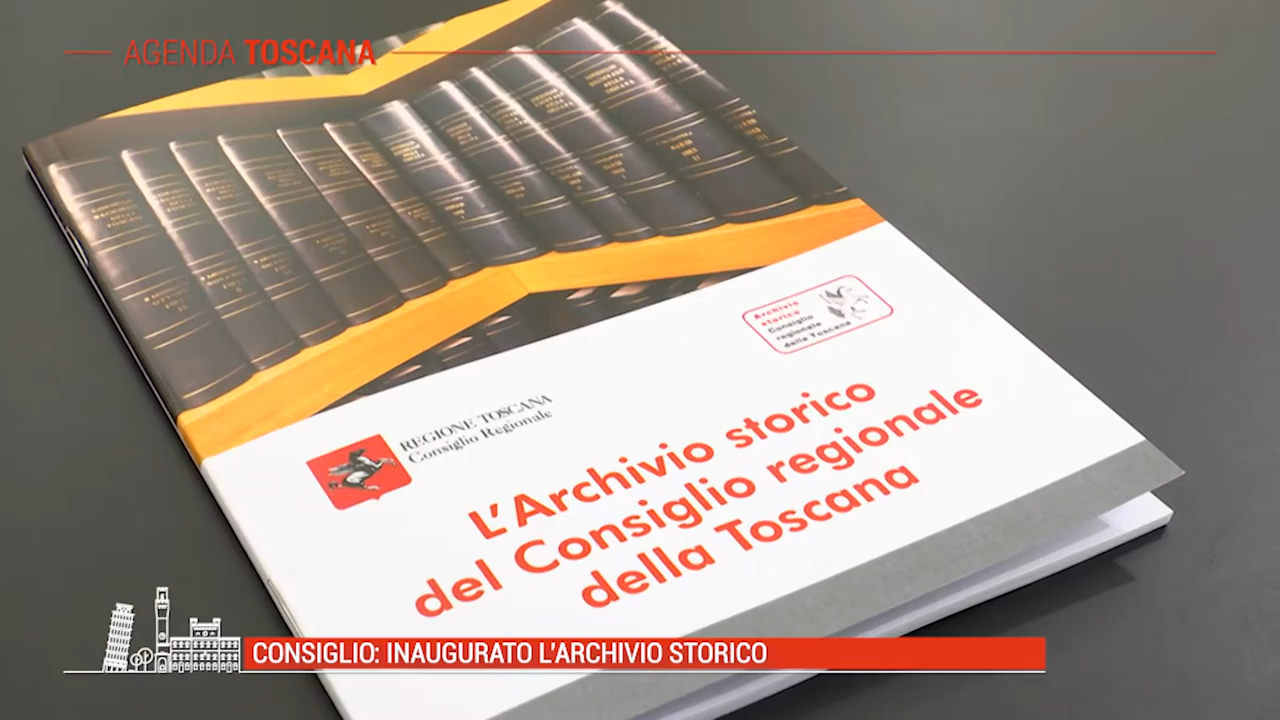 AGENDA TOSCANA
Archivio
storico
Consiglio
regionale
della Toscana
REGIONE TOSCANA
Consiglio Regionale
L'Archivio storico
del Consiglio regionale
della Toscana
CONSIGLIO: INAUGURATO L'ARCHIVIO STORICO